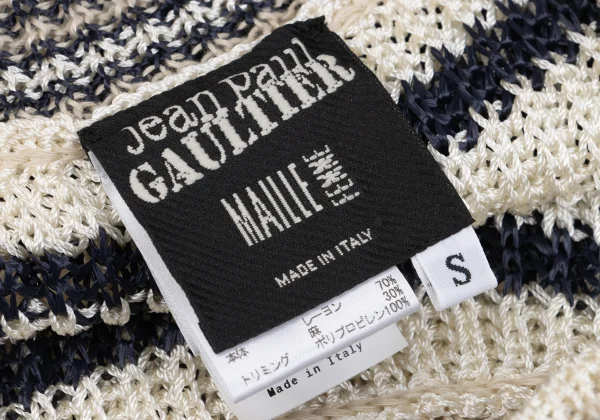 Jean Paul
GAULTIER
MAILLE
MADE IN ITALY
S
本体 レーヨン 70%
麻 30%
トリミング ポリプロピレン100%
Made in Italy